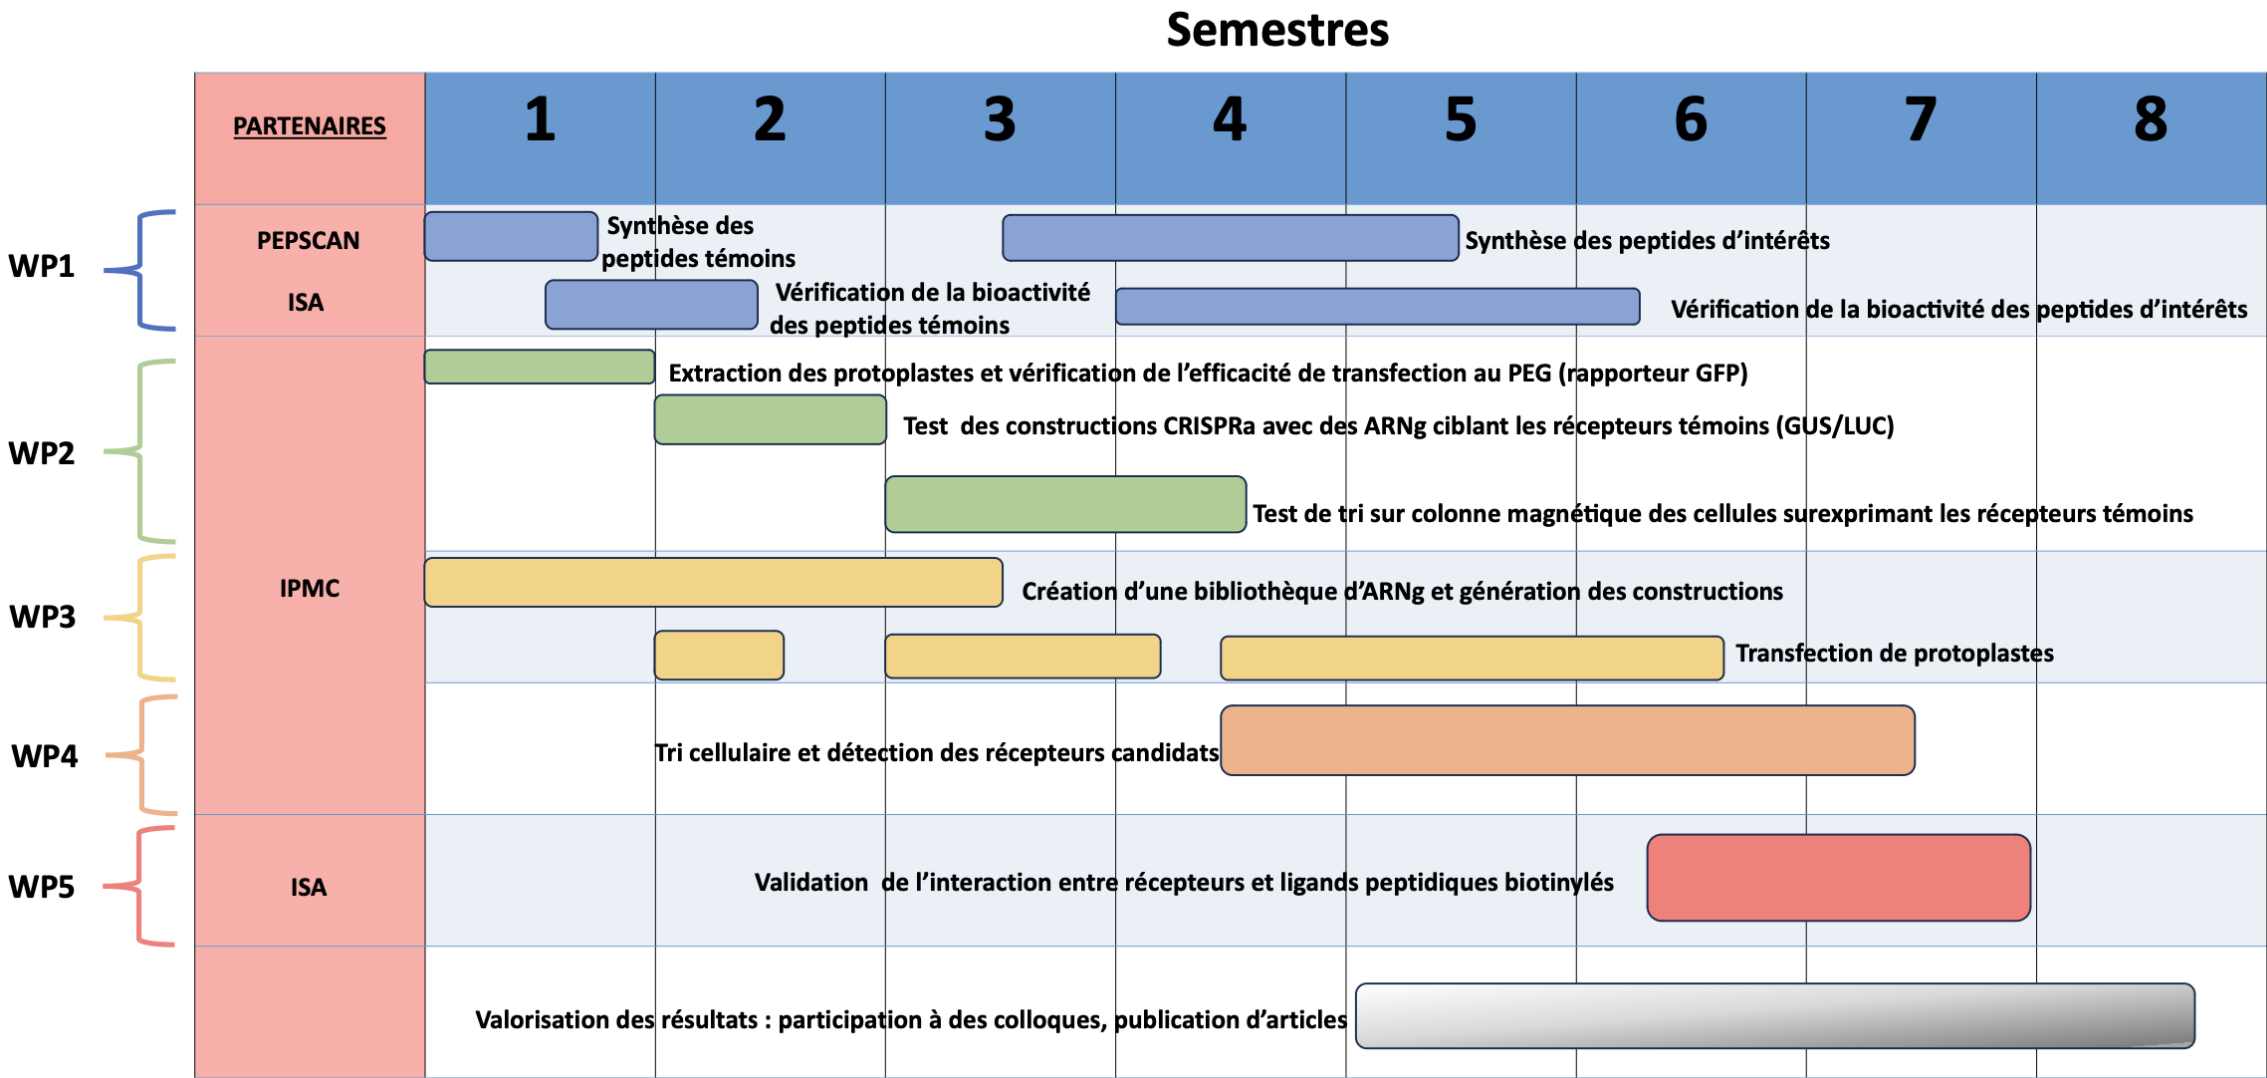 Semestres
PARTENAIRES
1
2
3
4
5
6
7
8
WP1
PEPSCAN
Synthèse des
peptides témoins
Synthèse des peptides d’intérêts
ISA
Vérification de la bioactivité
des peptides témoins
Vérification de la bioactivité des peptides d’intérêts
WP2
Extraction des protoplastes et vérification de l’efficacité de transfection au PEG (rapporteur GFP)
Test des constructions CRISPRa avec des ARNg ciblant les récepteurs témoins (GUS/LUC)
Test de tri sur colonne magnétique des cellules surexprimant les récepteurs témoins
WP3
IPMC
Création d’une bibliothèque d’ARNg et génération des constructions
Transfection de protoplastes
WP4
Tri cellulaire et détection des récepteurs candidats
WP5
ISA
Validation de l’interaction entre récepteurs et ligands peptidiques biotinylés
Valorisation des résultats : participation à des colloques, publication d’articles